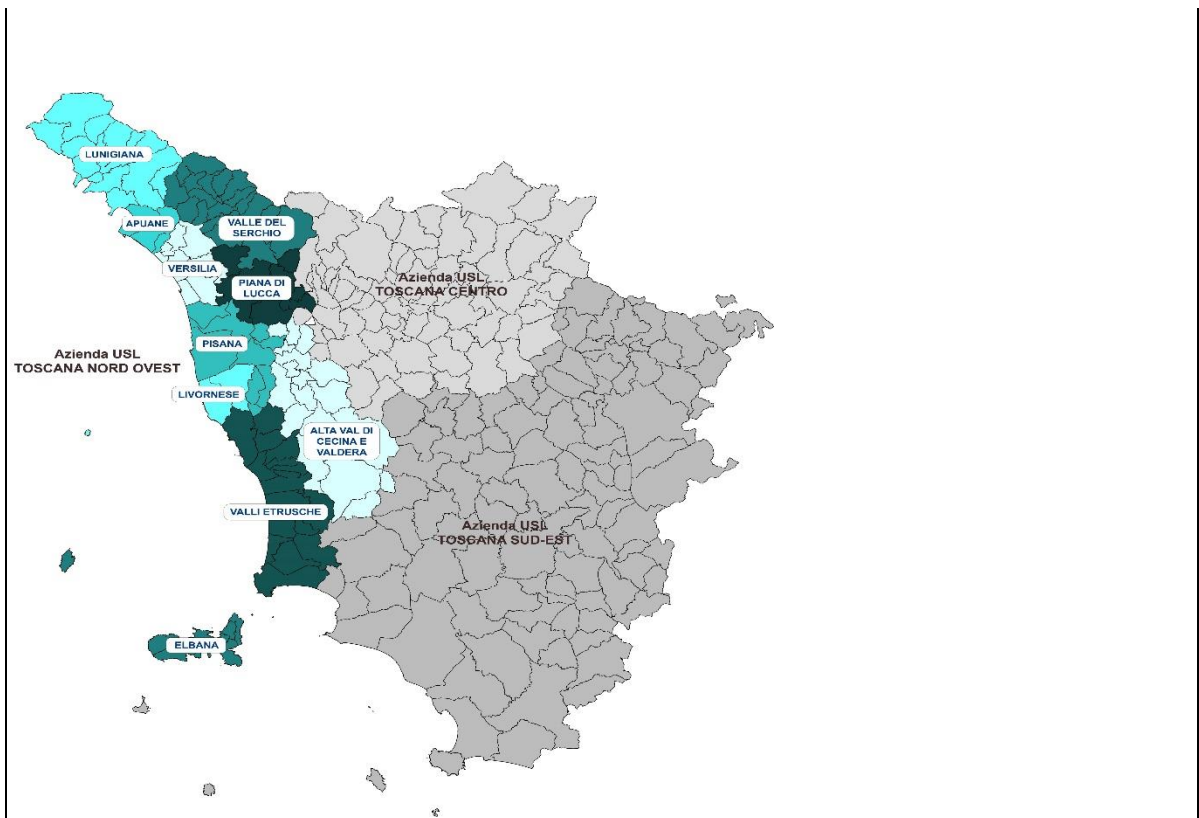 LUNIGIANA
APUANE
VALLE DEL
SERCHIO
VERSILIA
PIANA DI
LUCCA
Azienda USL
TOSCANA CENTRO
PISANA
Azienda USL
TOSCANA NORD OVEST
LIVORNESE
ALTA VAL DI
CECINA E
VALDERA
VALLI ETRUSCHE
Azienda USL
TOSCANA SUD-EST
ELBANA